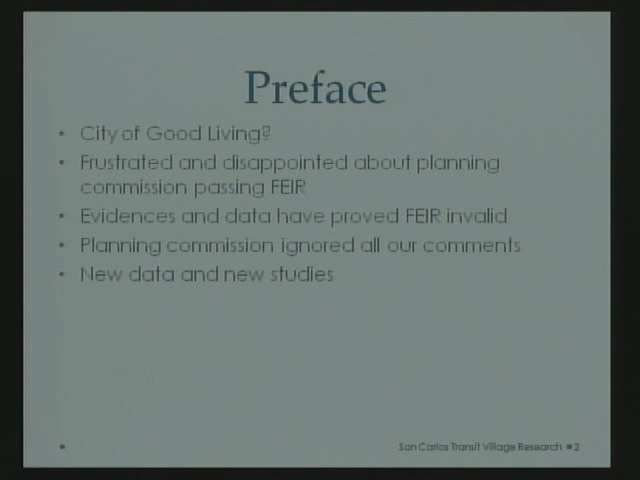 Preface
• City of Good Living?
• Frustrated and disappointed about planning
commission passing FEIR
• Evidences and data have proved FEIR invalid
• Planning commission ignored all our comments
• New data and new studies
San Carlos Transit Village Research • 2